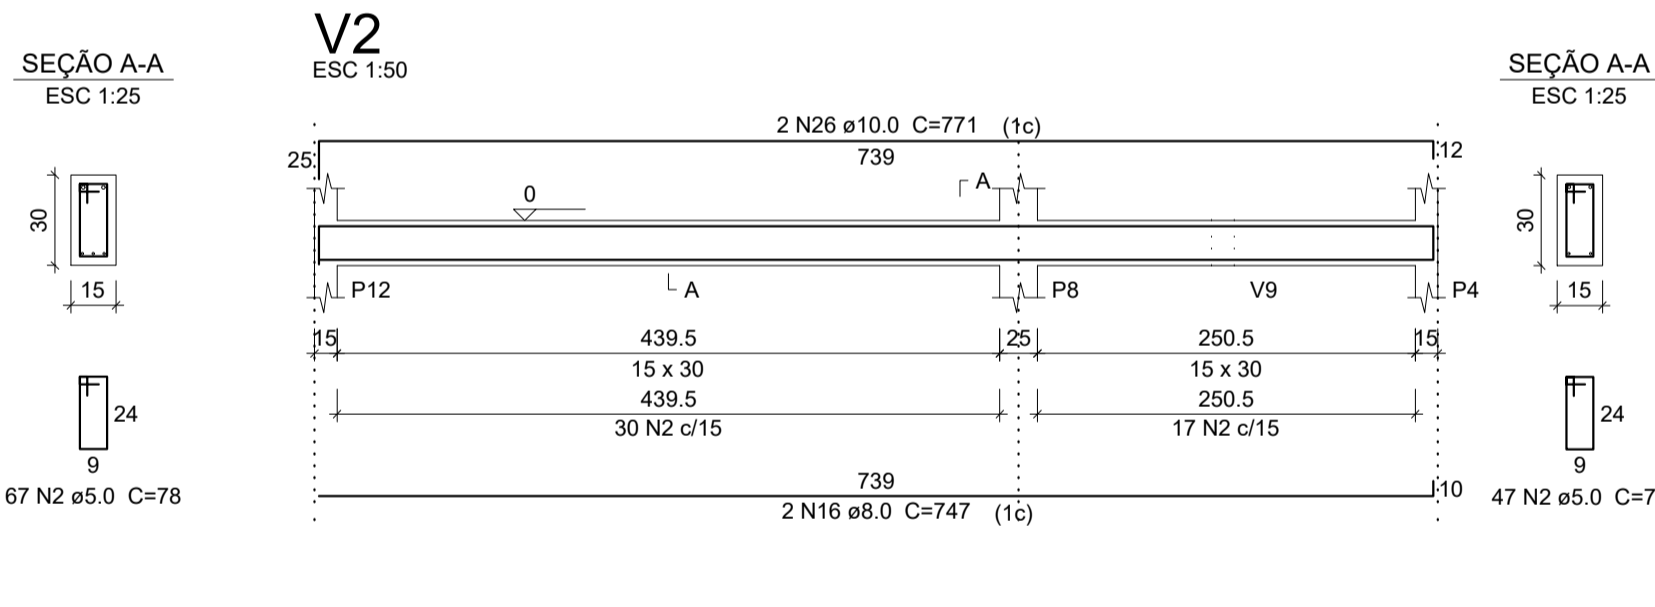 V2
ESC 1:50
SEÇÃO A-A
ESC 1:25
30
15
24
9
67 N2 ø5.0 C=78
2 N26 ø10.0 C=771 (1c)
739
25
12
0
A
A
P12
P8
V9
P4
15
439.5
25
250.5
15
15 x 30
15 x 30
439.5
250.5
30 N2 c/15
17 N2 c/15
739
10
2 N16 ø8.0 C=747 (1c)
SEÇÃO A-A
ESC 1:25
30
15
24
9
47 N2 ø5.0 C=7